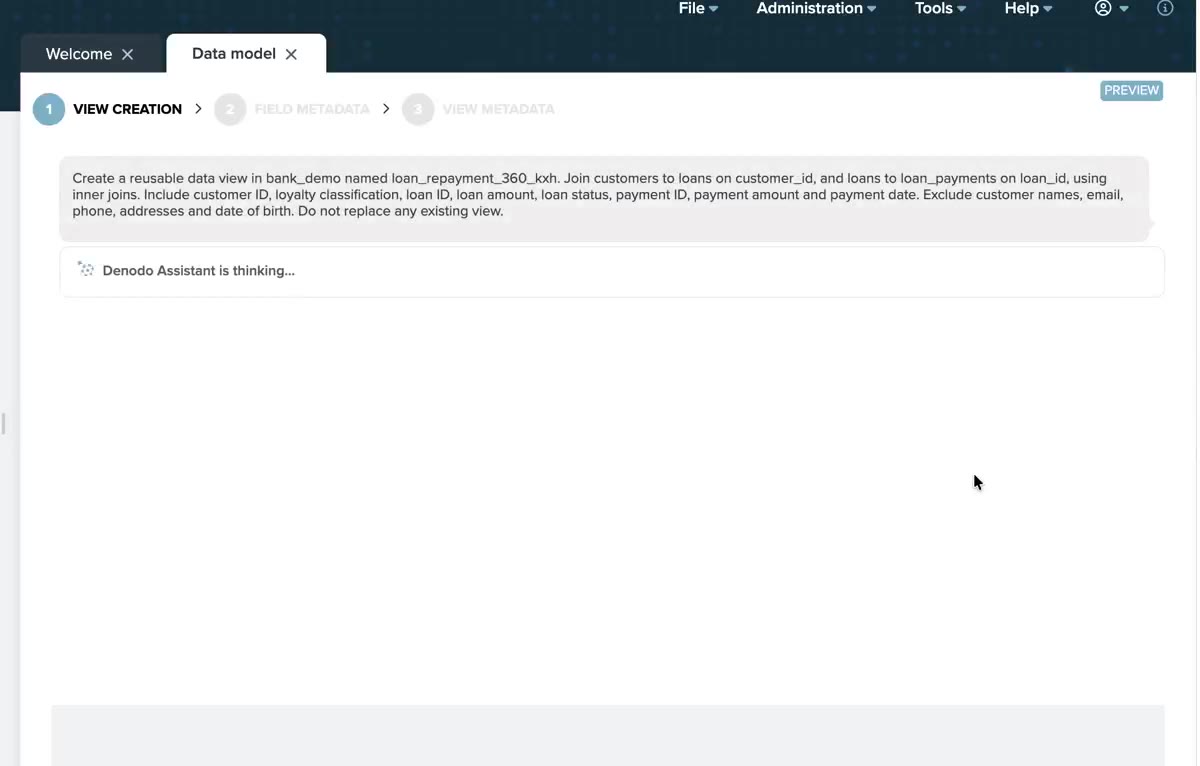 File Administration Tools Help
Welcome Data model
PREVIEW
1 VIEW CREATION > 2 FIELD METADATA > 3 VIEW METADATA
Create a reusable data view in bank_demo named loan_repayment_360_kxh. Join customers to loans on customer_id, and loans to loan_payments on loan_id, using
inner joins. Include customer ID, loyalty classification, loan ID, loan amount, loan status, payment ID, payment amount and payment date. Exclude customer names, email,
phone, addresses and date of birth. Do not replace any existing view.
Denodo Assistant is thinking...